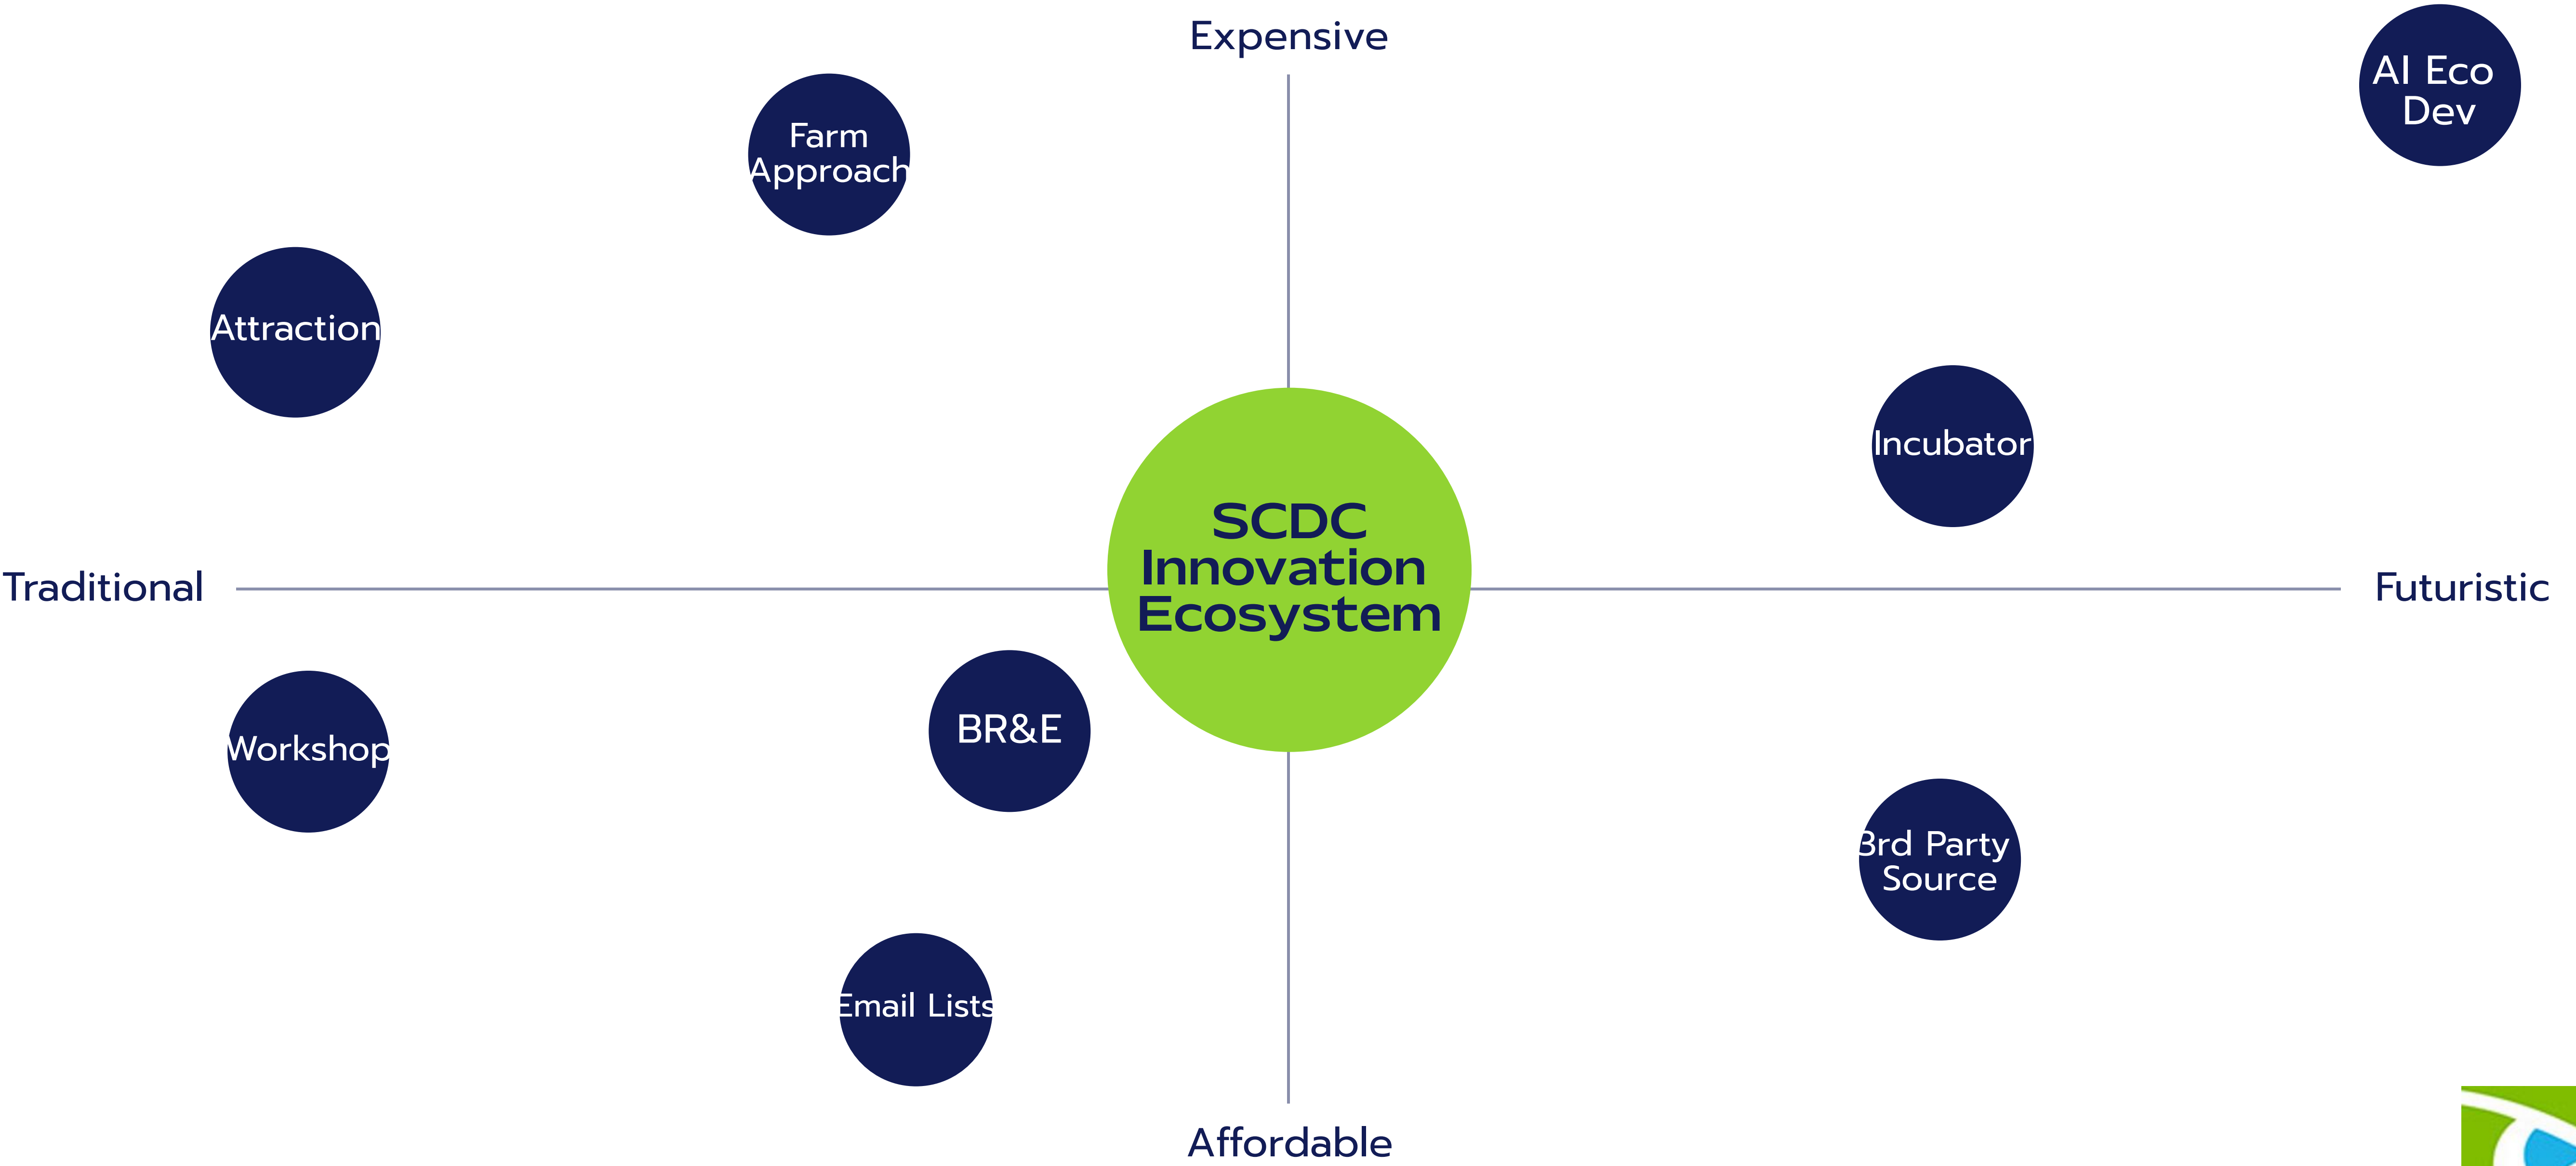 Expensive
AI Eco
Dev
Farm
Approach
Attraction
Incubator
SCDC
Innovation
Ecosystem
Traditional
Futuristic
Workshop
BR&E
3rd Party
Source
Email Lists
Affordable